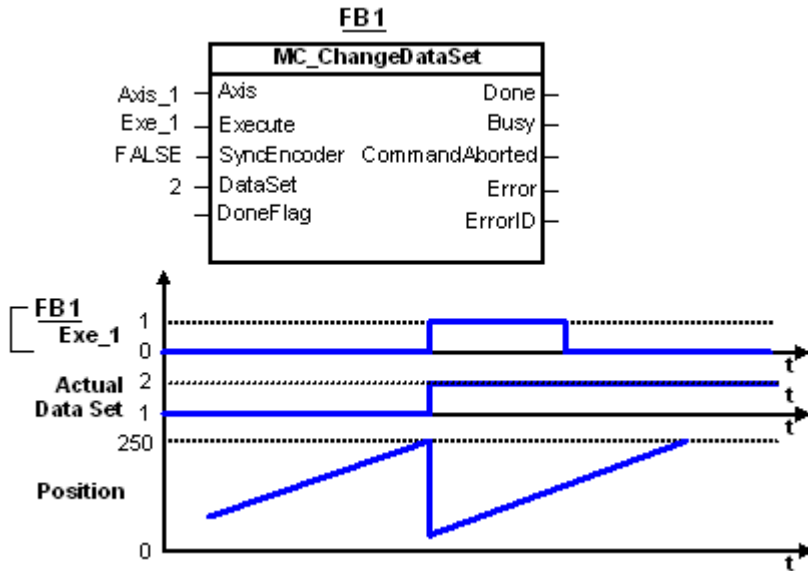 FB1
MC_ChangeDataSet
Axis_1 Axis Done
Exe_1 Execute Busy
FALSE SyncEncoder CommandAborted
2 DataSet Error
DoneFlag ErrorID
FB1
Exe_1
1
0
t
Actual
Data Set
2
1
t
t
250
Position
0
t